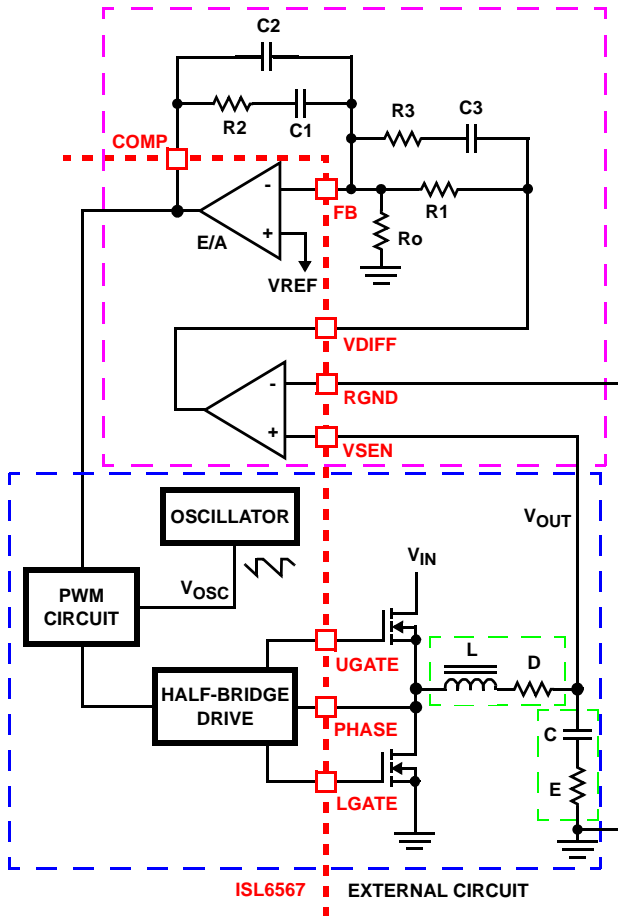 C2
R2
C1
R3
C3
COMP
-
FB
R1
+
E/A
Ro
VREF
VDIFF
-
RGND
+
VSEN
VOUT
OSCILLATOR
VIN
PWM
CIRCUIT
VOSC
UGATE
L
D
HALF-BRIDGE
DRIVE
PHASE
C
E
LGATE
ISL6567
EXTERNAL CIRCUIT